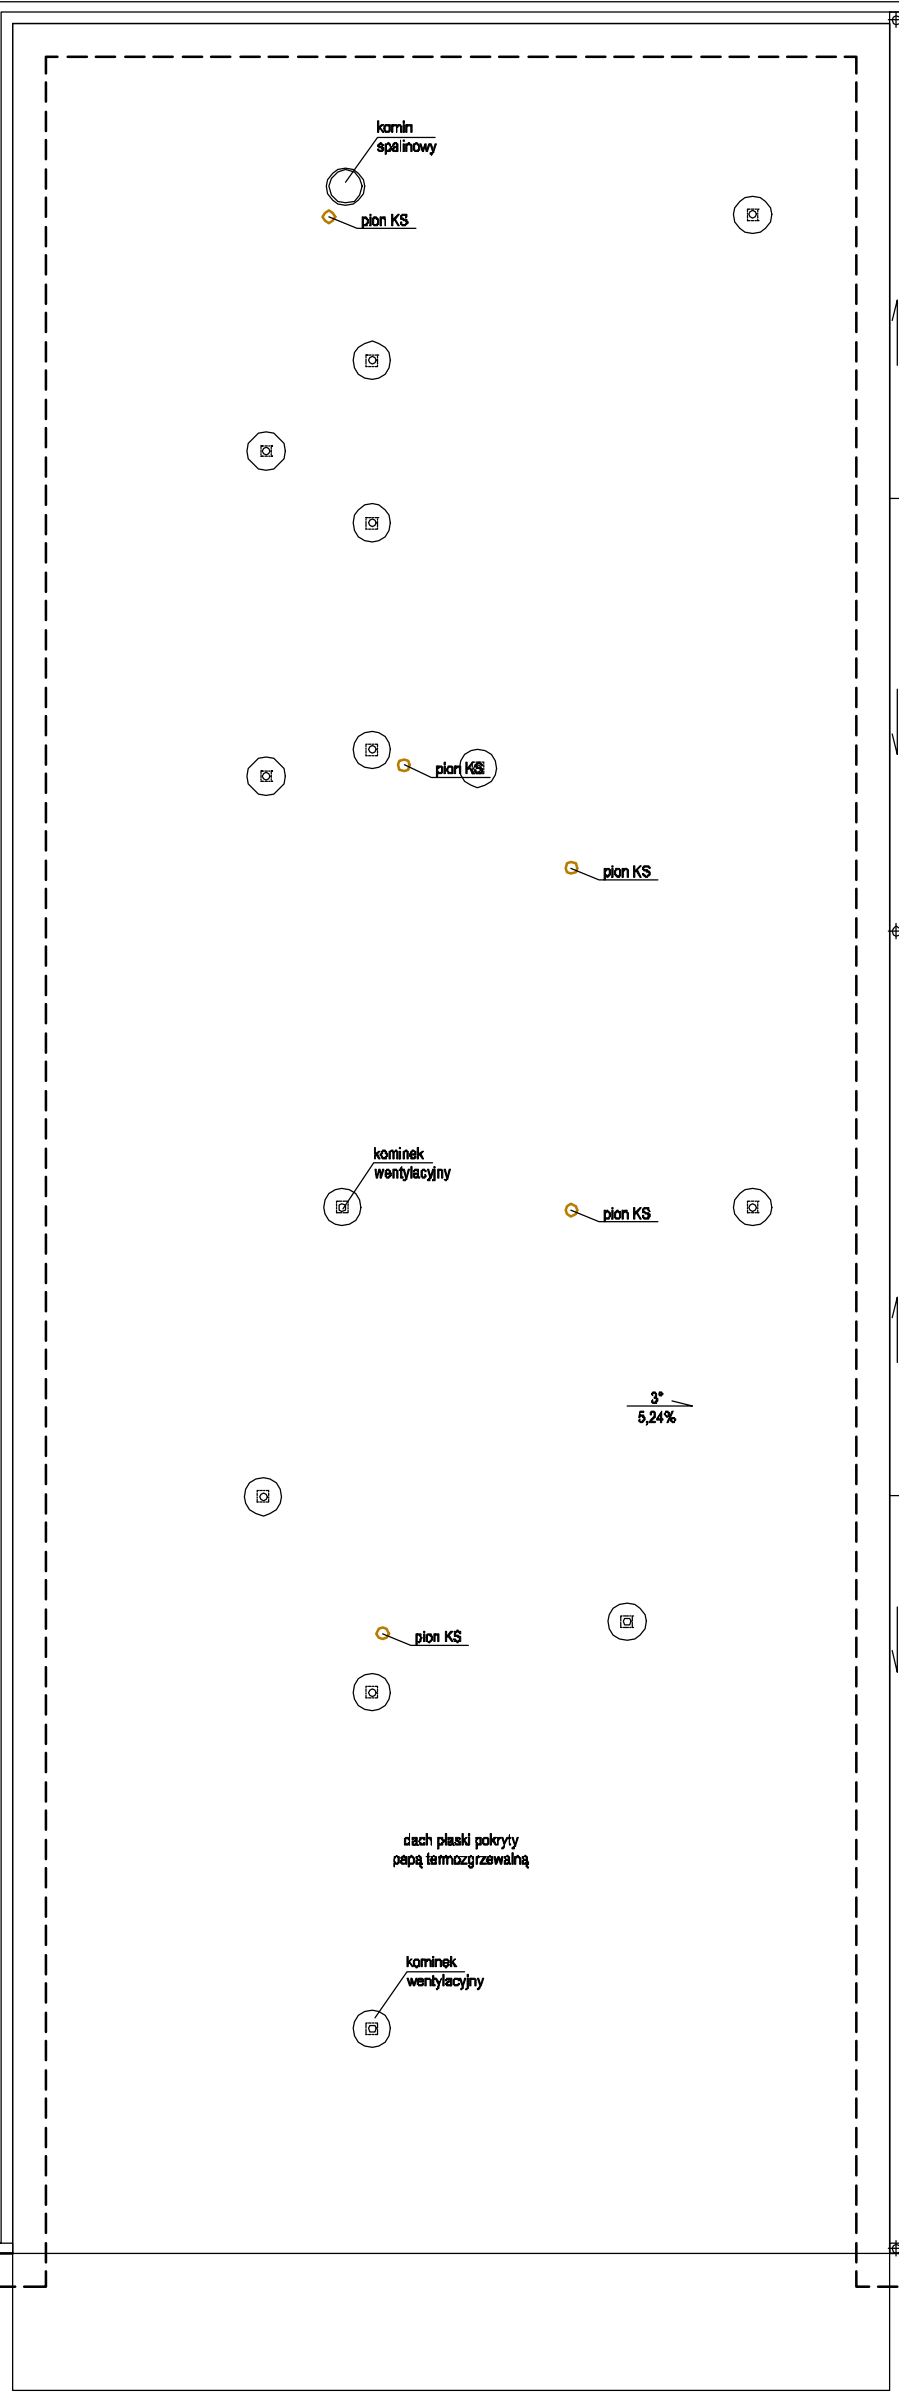 komin
spalinowy
pion KS
pion KS
pion KS
kominek
wentylacyjny
pion KS
3°
5,24%
pion KS
dach płaski pokryty
papą termozgrzewalną
kominek
wentylacyjny